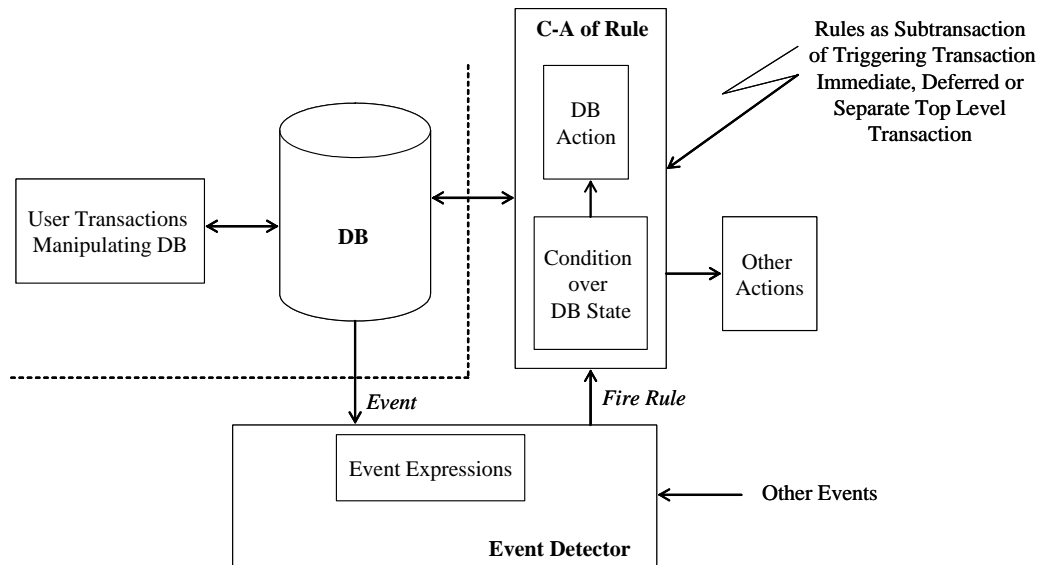 C-A of Rule
Rules as Subtransaction
of Triggering Transaction
Immediate, Deferred or
Separate Top Level
Transaction
DB
Action
User Transactions
Manipulating DB
DB
Condition
over
DB State
Other
Actions
Event
Fire Rule
Event Expressions
Other Events
Event Detector